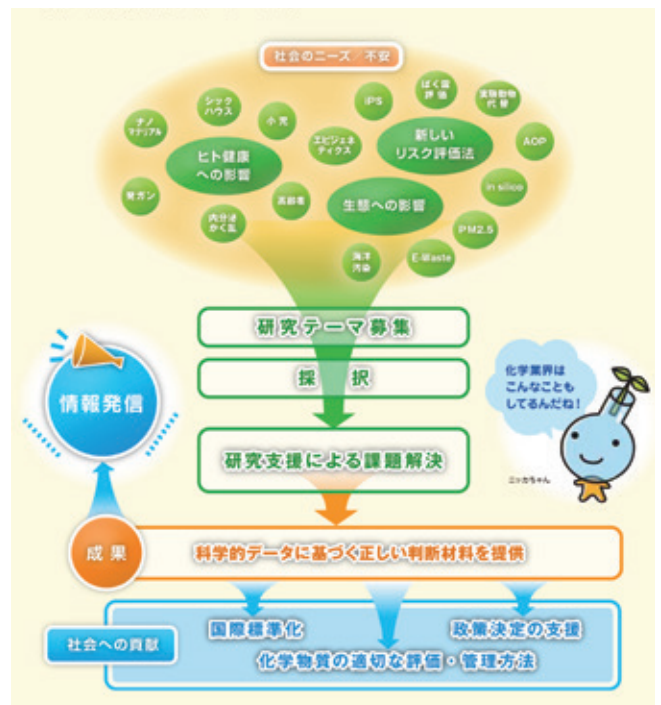 社会のニーズ/不安
ナノ
マテリアル
シック
ハウス
小児
エピジェネ
ティクス
iPS
ばく露
評価
実験動物
代替
AOP
ヒト健康
への影響
新しい
リスク評価法
in silico
発ガン
内分泌
かく乱
高齢者
生態への影響
PM2.5
海洋
汚染
E-Waste
研究テーマ募集
採 択
情報発信
化学業界は
こんなことも
してるんだね!
ニッカちゃん
研究支援による課題解決
成果
科学的データに基づく正しい判断材料を提供
社会への貢献
国際標準化
政策決定の支援
化学物質の適切な評価・管理方法